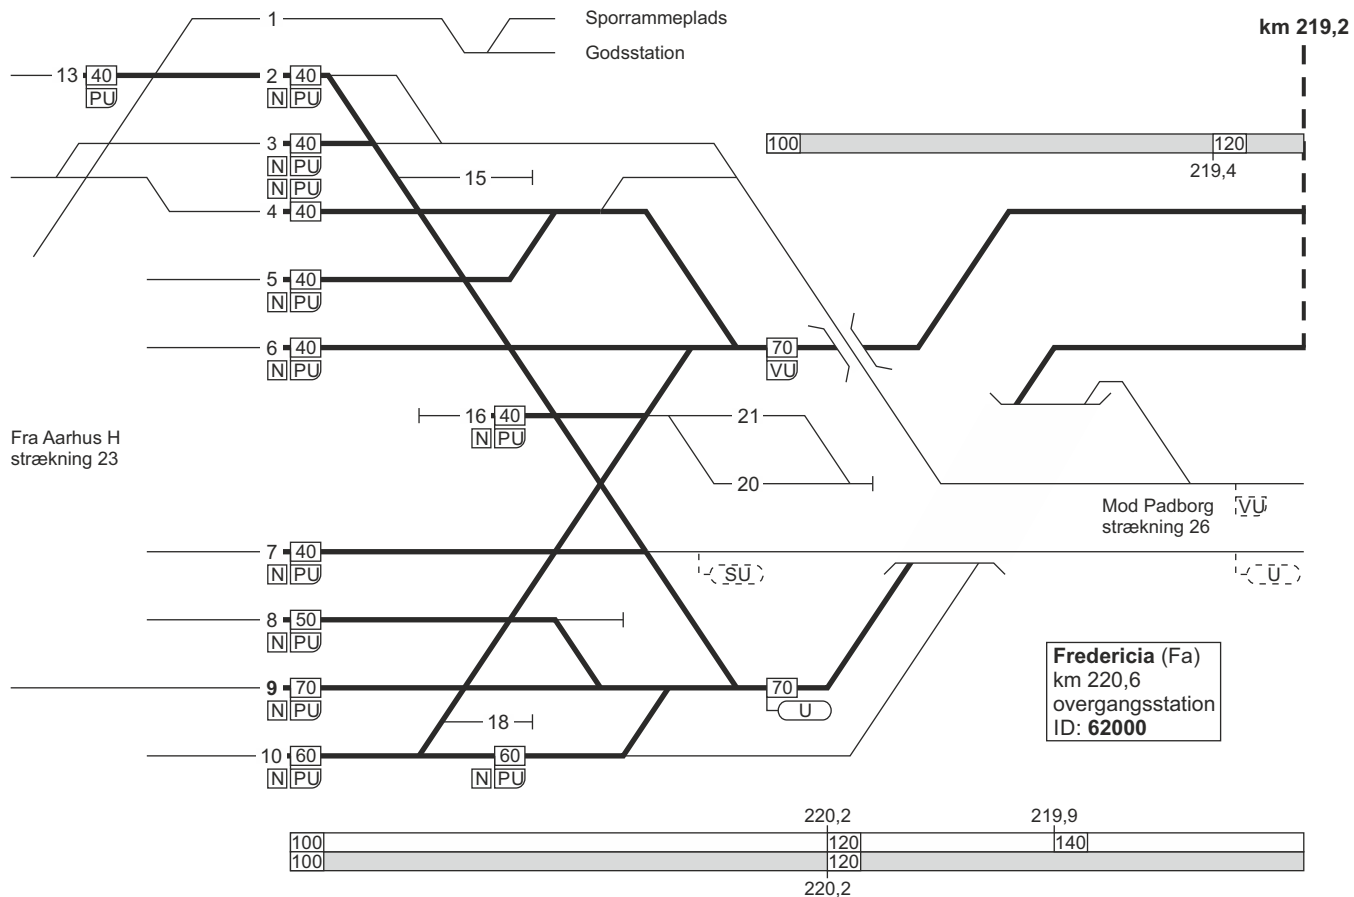 1
Sporrammeplads
Godsstation
km 219,2
13 40
PU
2 40
N PU
3 40
N PU
N PU
4 40
15
100
120
219,4
5 40
N PU
6 40
N PU
70
VU
16 40
N PU
21
20
Fra Aarhus H
strækning 23
Mod Padborg
strækning 26
VU
7 40
N PU
SU
U
8 50
N PU
9 70
N PU
70
U
18
10 60
N PU
60
N PU
Fredericia (Fa)
km 220,6
overgangsstation
ID: 62000
220,2
219,9
100
120
140
100
120
220,2